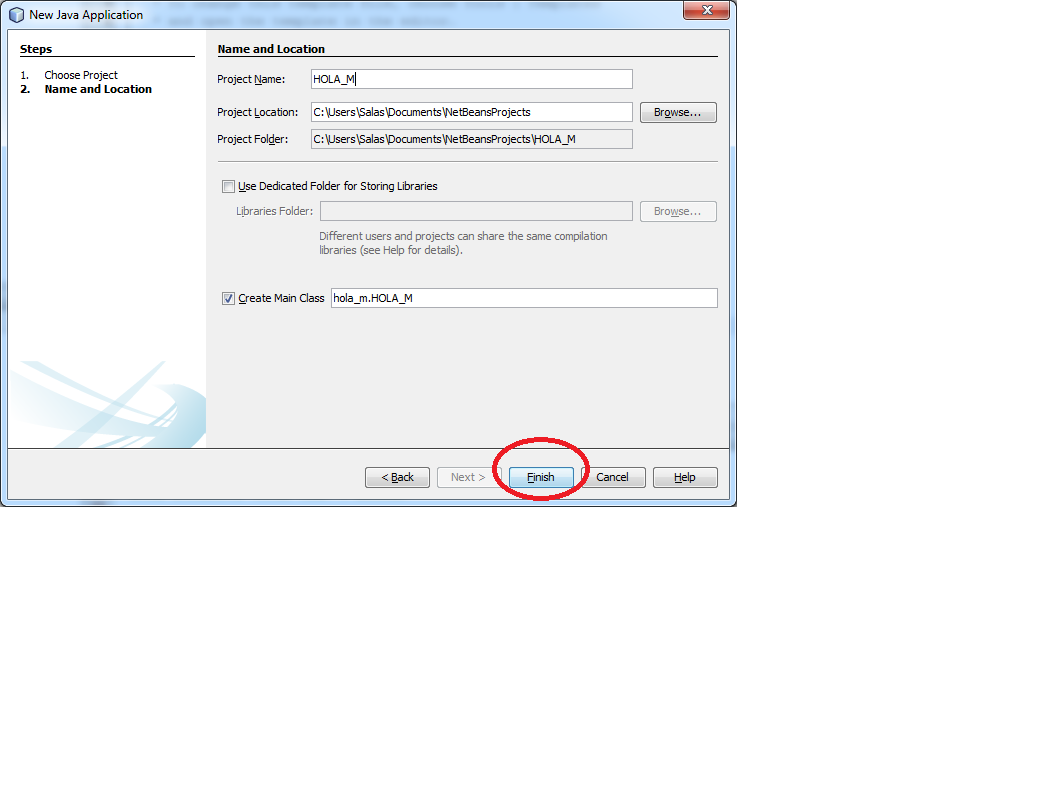 New Java Application
Steps
1. Choose Project
2. Name and Location
Name and Location
Project Name: HOLA_M
Project Location: C:\Users\Salas\Documents\NetBeansProjects Browse...
Project Folder: C:\Users\Salas\Documents\NetBeansProjects\HOLA_M
Use Dedicated Folder for Storing Libraries
Libraries Folder: Browse...
Different users and projects can share the same compilation
libraries (see Help for details).
Create Main Class hola_m.HOLA_M
< Back Next > Finish Cancel Help